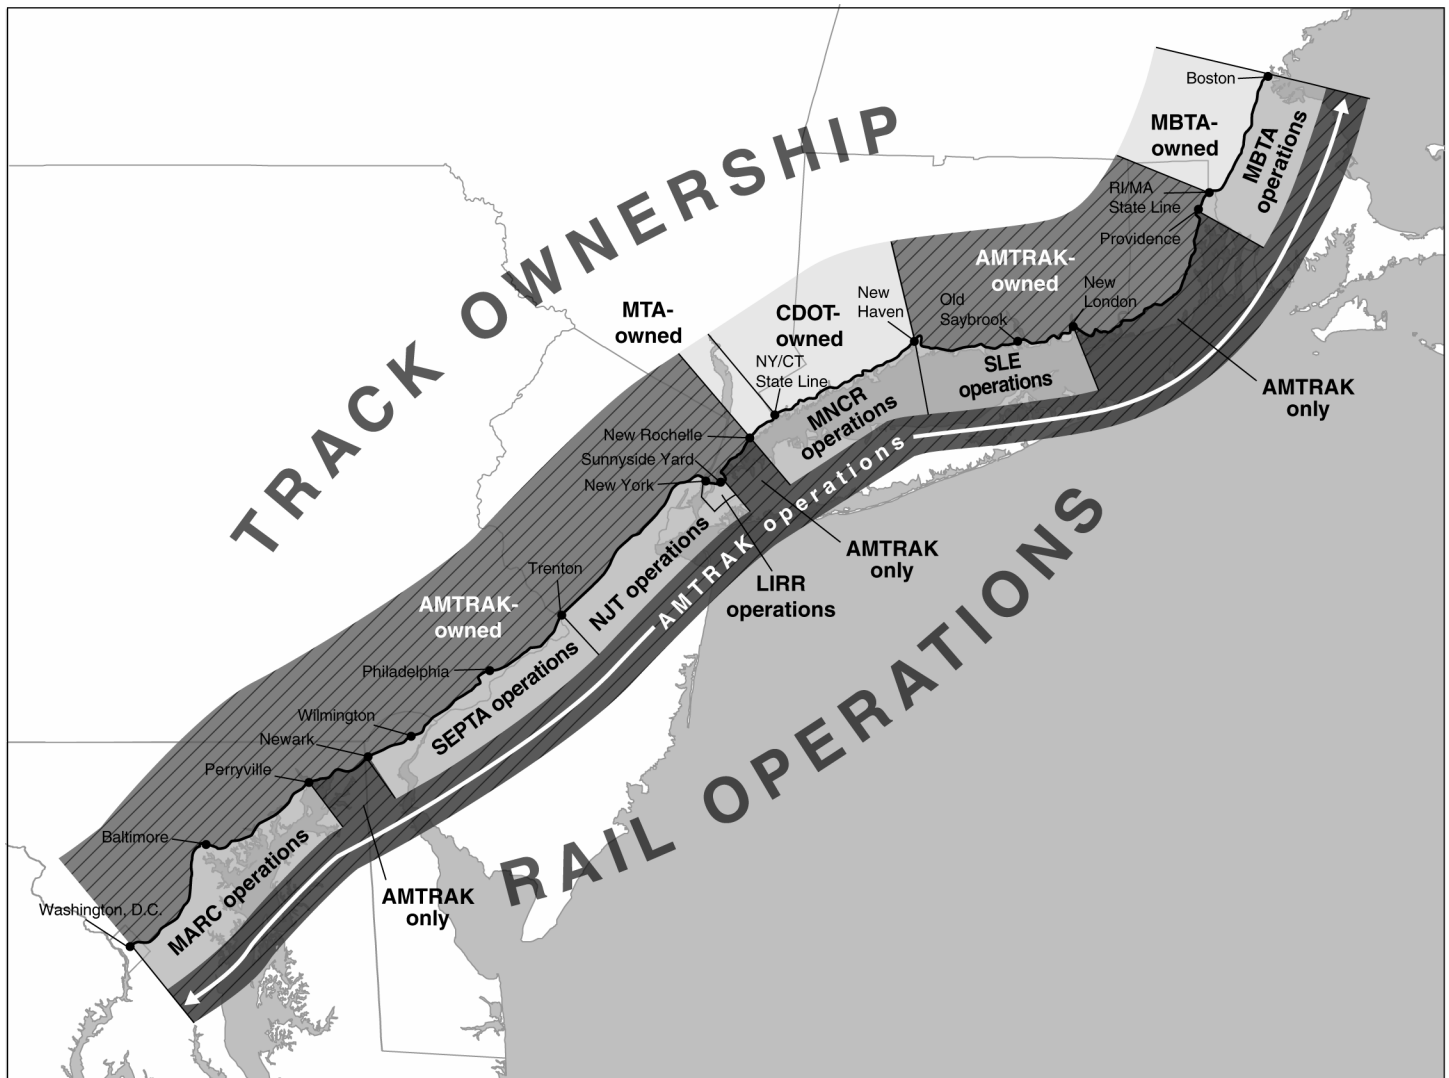 TRACK OWNERSHIP
Boston
MBTA-
owned
MBTA
operations
RI/MA
State Line
Providence
AMTRAK-
owned
New
London
Old
Saybrook
New
Haven
SLE
operations
AMTRAK
only
MTA-
owned
CDOT-
owned
NY/CT
State Line
MNCR
operations
New Rochelle
Sunnyside Yard
New York
AMTRAK operations
AMTRAK
only
LIRR
operations
NJT operations
Trenton
AMTRAK-
owned
Philadelphia
SEPTA operations
Wilmington
Newark
Perryville
Baltimore
AMTRAK
only
MARC operations
Washington, D.C.
RAIL OPERATIONS